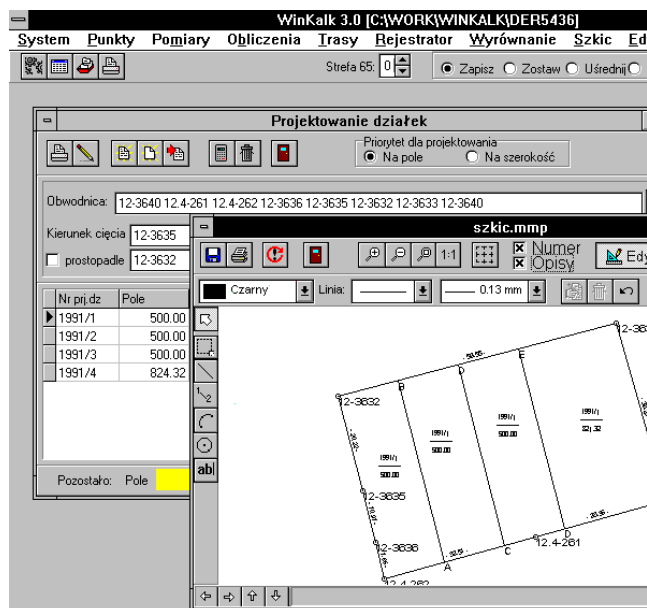 WinKalk 3.0 [C:\WORK\WINKALK\DER5436]
System Punkty Pomiary Obliczenia Trasy Rejestrator Wyrównanie Szkic Ed
Strefa 65: 0 Zapisz Zostaw Uśrednij
Projektowanie działek
Priorytet dla projektowania
Na pole Na szerokość
Obwodnica: 12-3640 12.4-261 12.4-262 12-3636 12-3635 12-3632 12-3633 12-3640
Kierunek cięcia 12-3635
prostopadle 12-3632
szkic.mmp
1:1 Numer
Opisy Edy
Czarny Linia: 0.13 mm
Nr prj.dz Pole
1991/1 500.00
1991/2 500.00
1991/3 500.00
1991/4 824.32
Pozostało: Pole
ab
12-363
E
D
B
12-3632
1991/1
500.00
1991/1
500.00
1991/1
500.00
1991/1
12-3635
12-3636
A
C
12.4-261
D
12.4-262